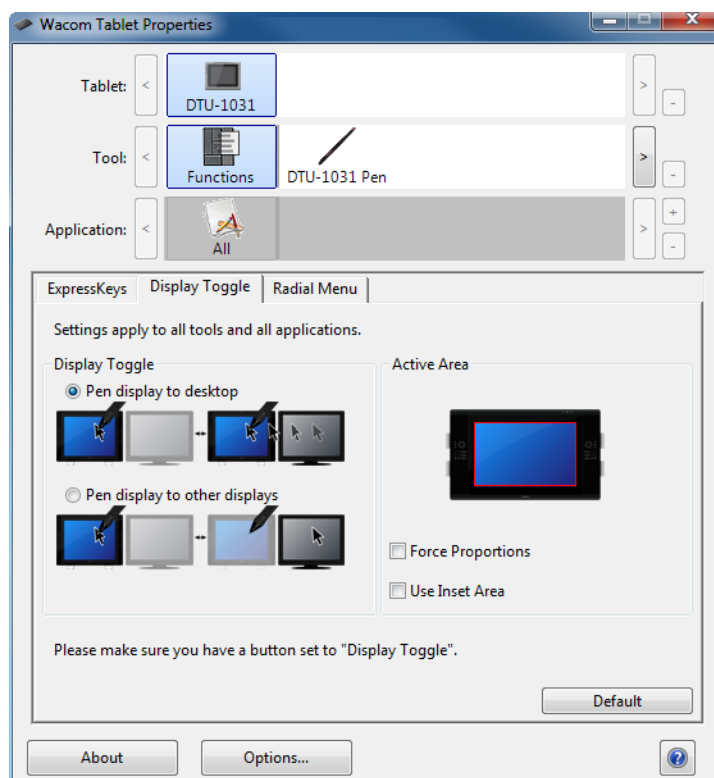 Wacom Tablet Properties
Tablet:
DTU-1031
Tool:
Functions
DTU-1031 Pen
Application:
All
ExpressKeys
Display Toggle
Radial Menu
Settings apply to all tools and all applications.
Display Toggle
Active Area
Pen display to desktop
Pen display to other displays
Force Proportions
Use Inset Area
Please make sure you have a button set to "Display Toggle".
Default
About
Options...